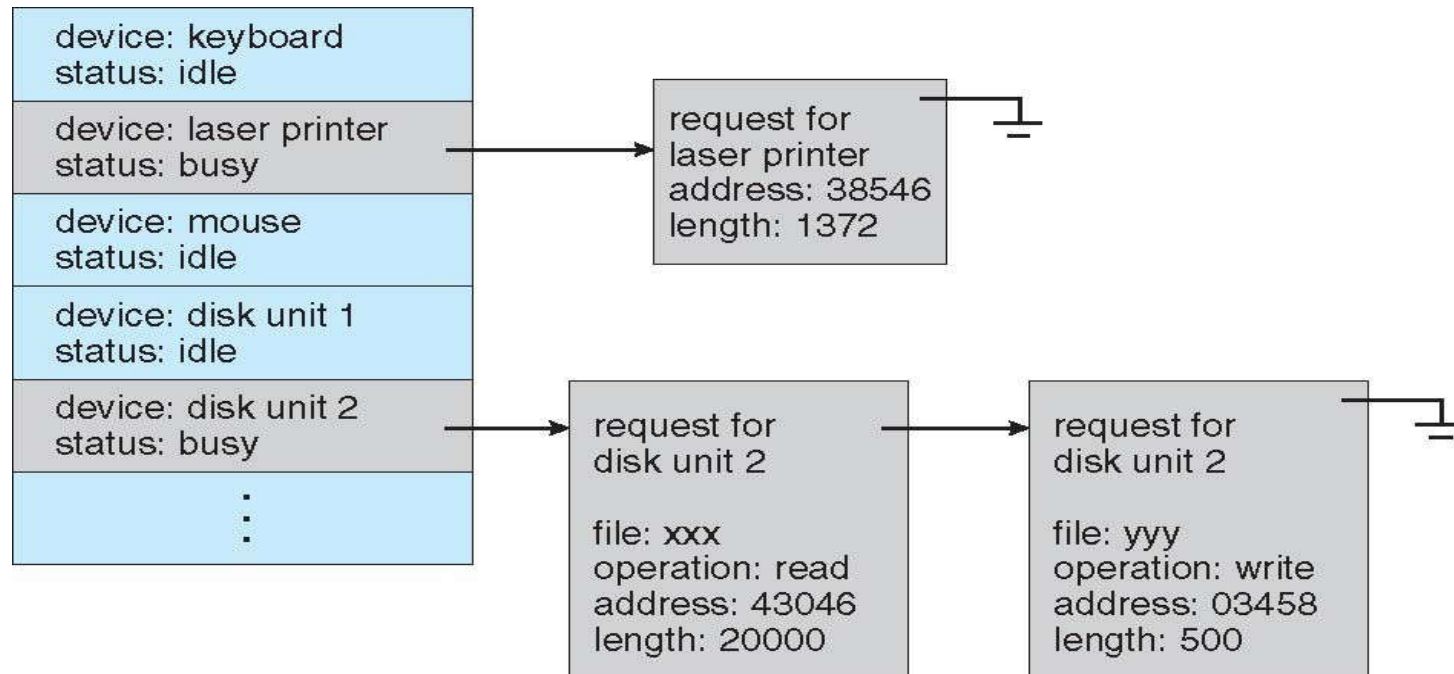 device: keyboard
status: idle
device: laser printer
status: busy
device: mouse
status: idle
device: disk unit 1
status: idle
device: disk unit 2
status: busy
request for
laser printer
address: 38546
length: 1372
request for
disk unit 2
file: xxx
operation: read
address: 43046
length: 20000
request for
disk unit 2
file: yyy
operation: write
address: 03458
length: 500